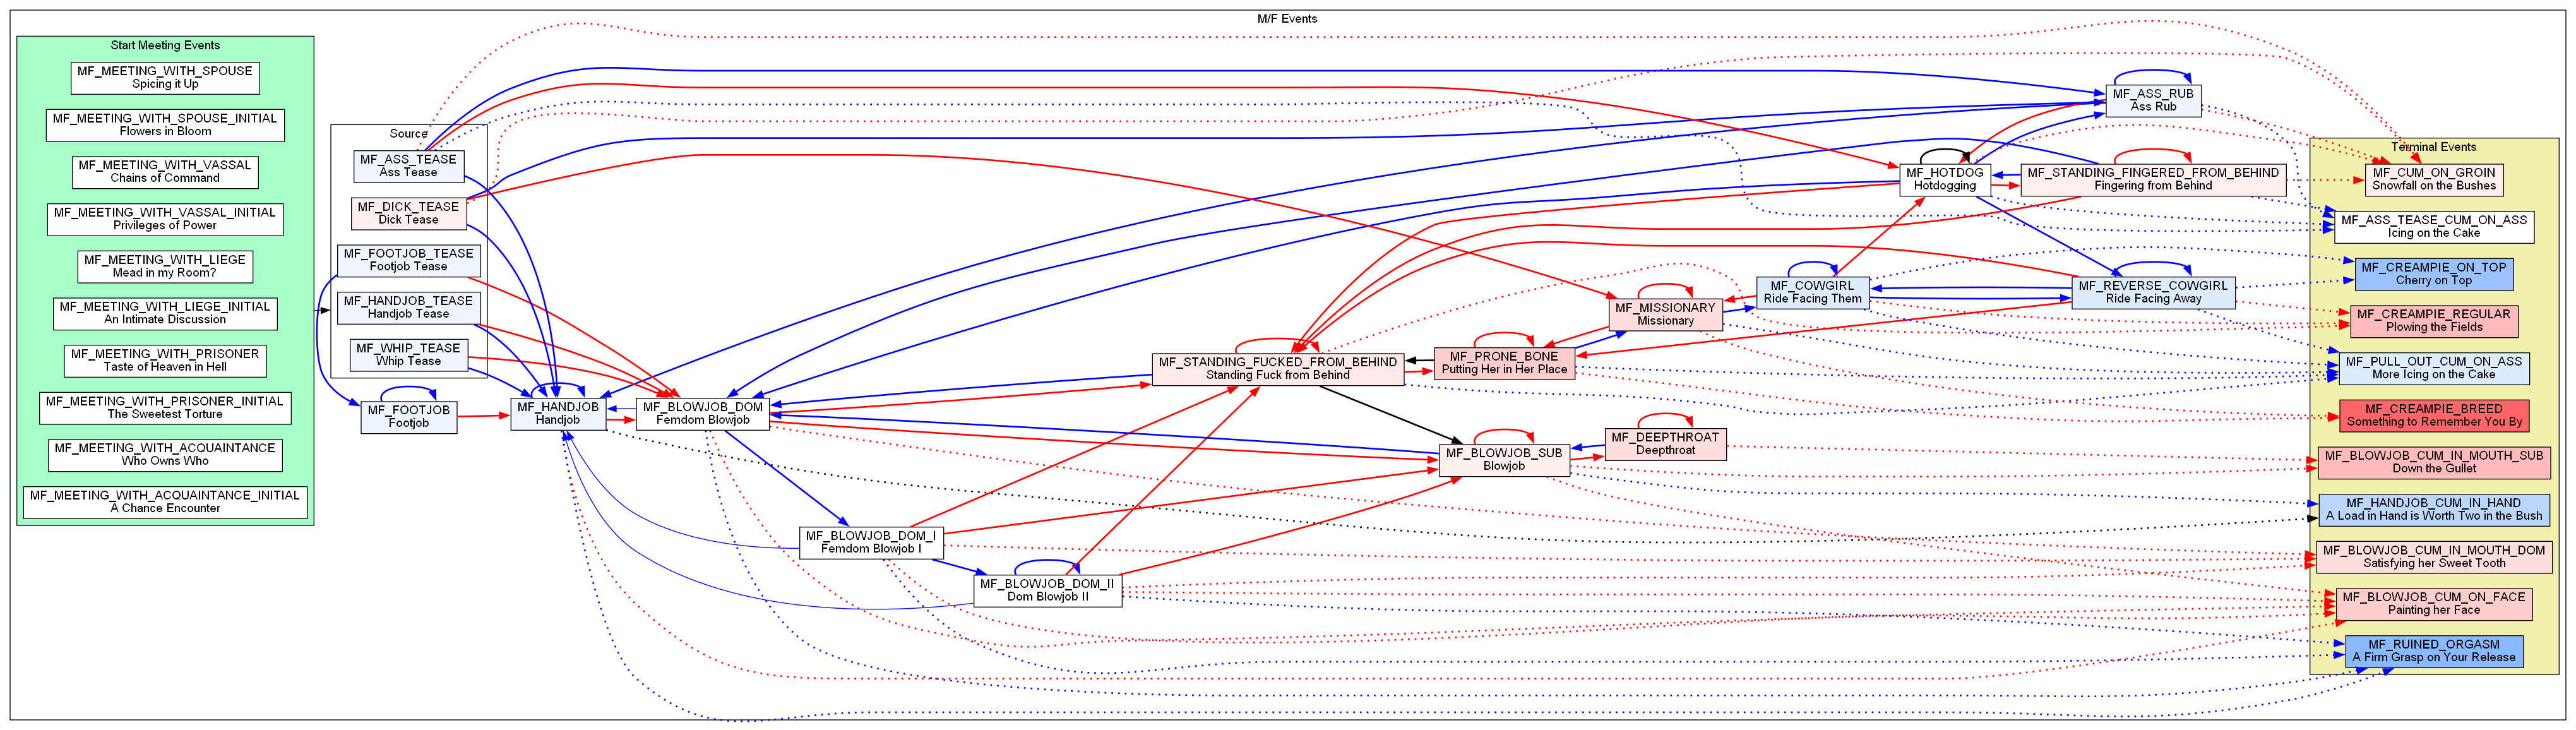 M/F Events
Start Meeting Events
MF_MEETING_WITH_SPOUSE
Spicing it Up
MF_MEETING_WITH_SPOUSE_INITIAL
Flowers in Bloom
MF_MEETING_WITH_VASSAL
Chains of Command
MF_MEETING_WITH_VASSAL_INITIAL
Privileges of Power
MF_MEETING_WITH_LIEGE
Mead in my Room?
MF_MEETING_WITH_LIEGE_INITIAL
An Intimate Discussion
MF_MEETING_WITH_PRISONER
Taste of Heaven in Hell
MF_MEETING_WITH_PRISONER_INITIAL
The Sweetest Torture
MF_MEETING_WITH_ACQUAINTANCE
Who Owns Who
MF_MEETING_WITH_ACQUAINTANCE_INITIAL
A Chance Encounter
Source
MF_ASS_TEASE
Ass Tease
MF_DICK_TEASE
Dick Tease
MF_FOOTJOB_TEASE
Footjob Tease
MF_HANDJOB_TEASE
Handjob Tease
MF_WHIP_TEASE
Whip Tease
MF_FOOTJOB
Footjob
MF_HANDJOB
Handjob
MF_BLOWJOB_DOM
Femdom Blowjob
MF_BLOWJOB_DOM_I
Femdom Blowjob I
MF_BLOWJOB_DOM_II
Dom Blowjob II
MF_STANDING_FUCKED_FROM_BEHIND
Standing Fuck from Behind
MF_PRONE_BONE
Putting Her in Her Place
MF_BLOWJOB_SUB
Blowjob
MF_DEEPTHROAT
Deepthroat
MF_MISSIONARY
Missionary
MF_COWGIRL
Ride Facing Them
MF_HOTDOG
Hotdogging
MF_ASS_RUB
Ass Rub
MF_STANDING_FINGERED_FROM_BEHIND
Fingering from Behind
MF_REVERSE_COWGIRL
Ride Facing Away
Terminal Events
MF_CUM_ON_GROIN
Snowfall on the Bushes
MF_ASS_TEASE_CUM_ON_ASS
Icing on the Cake
MF_CREAMPIE_ON_TOP
Cherry on Top
MF_CREAMPIE_REGULAR
Plowing the Fields
MF_PULL_OUT_CUM_ON_ASS
More Icing on the Cake
MF_CREAMPIE_BREED
Something to Remember You By
MF_BLOWJOB_CUM_IN_MOUTH_SUB
Down the Gullet
MF_HANDJOB_CUM_IN_HAND
A Load in Hand is Worth Two in the Bush
MF_BLOWJOB_CUM_IN_MOUTH_DOM
Satisfying her Sweet Tooth
MF_BLOWJOB_CUM_ON_FACE
Painting her Face
MF_RUINED_ORGASM
A Firm Grasp on Your Release